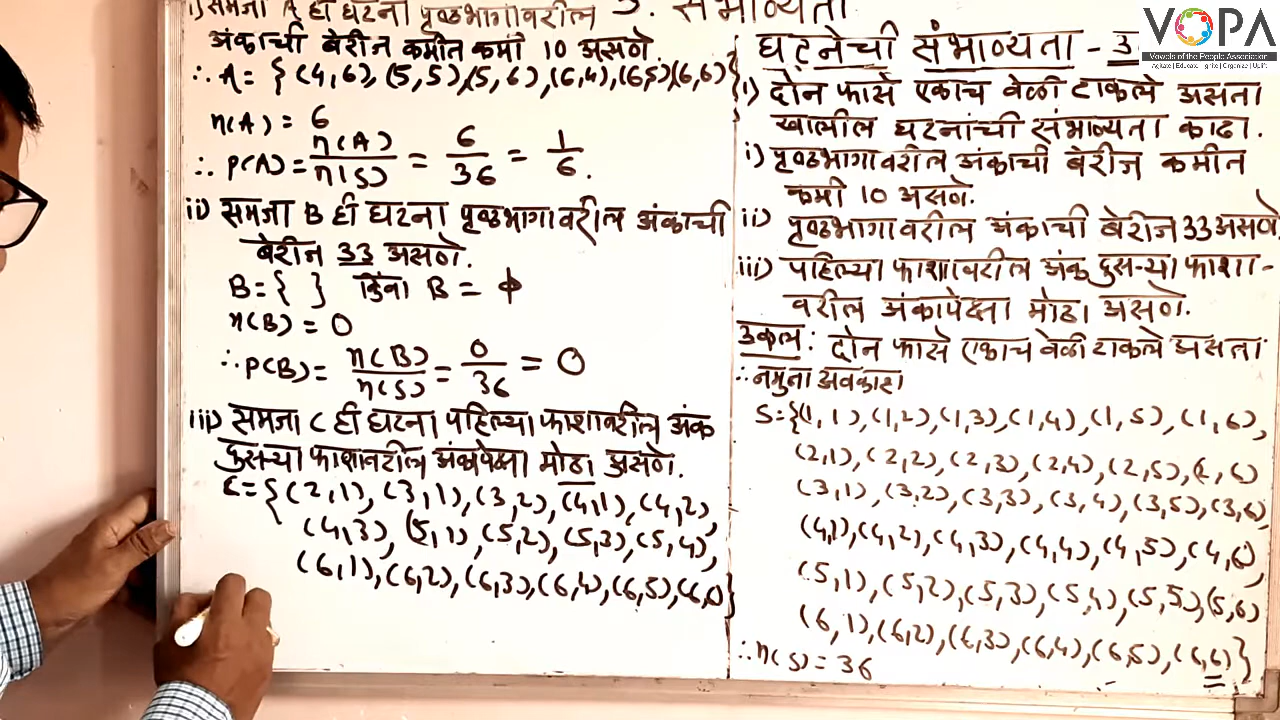 ५. संभाव्यता
i) समजा A ही घटना पृष्ठभागावरील
अंकाची बेरीज कमीत कमी 10 असणे
∴ A = { (4,6), (5,5), (5,6), (6,4), (6,5) (6,6) }
n(A) = 6
∴ P(A) = n(A)/n(S) = 6/36 = 1/6.
ii) समजा B ही घटना पृष्ठभागावरील अंकाची
बेरीज 33 असणे.
B = { } किंवा B = ϕ
n(B) = 0
∴ P(B) = n(B)/n(S) = 0/36 = 0
iii) समजा C ही घटना पहिल्या फाशावरील अंक
दुसऱ्या फाशावरील अंकापेक्षा मोठा असणे.
C = { (2,1), (3,1), (3,2), (4,1), (4,2),
(4,3), (5,1), (5,2), (5,3), (5,4),
(6,1), (6,2), (6,3), (6,4), (6,5), }
घटनेची संभाव्यता -
1) दोन फासे एकाच वेळी टाकले असता
खालील घटनांची संभाव्यता काढा.
i) पृष्ठभागावरील अंकाची बेरीज कमीत
कमी 10 असणे.
ii) पृष्ठभागावरील अंकाची बेरीज 33 असणे
iii) पहिल्या फाशावरील अंक दुसऱ्या फाशा-
वरील अंकापेक्षा मोठा असणे.
उकल : दोन फासे एकाच वेळी टाकले असता
∴ नमुना अवकाश
S = {(1,1), (1,2), (1,3), (1,4), (1,5), (1,6),
(2,1), (2,2), (2,3), (2,4), (2,5), (2,6)
(3,1), (3,2), (3,3), (3,4), (3,5), (3,6),
(4,1), (4,2), (4,3), (4,4), (4,5), (4,6),
(5,1), (5,2), (5,3), (5,4), (5,5), (5,6)
(6,1), (6,2), (6,3), (6,4), (6,5), (6,6) }
∴ n(S) = 36
VOPA
Vowels of the People Association